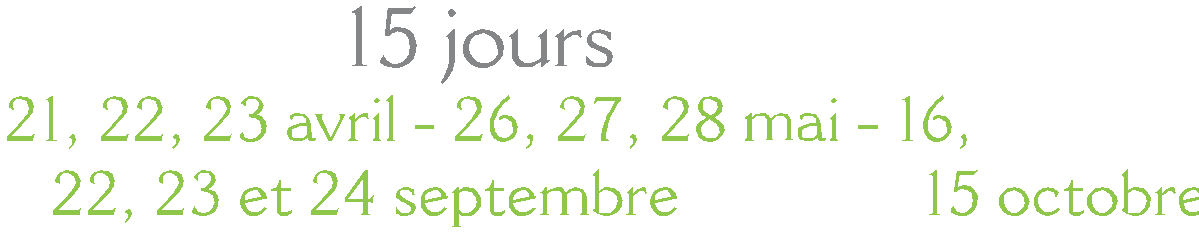 15 jours
21, 22, 23 avril - 26, 27, 28 mai - 16,
22, 23 et 24 septembre 15 octobre